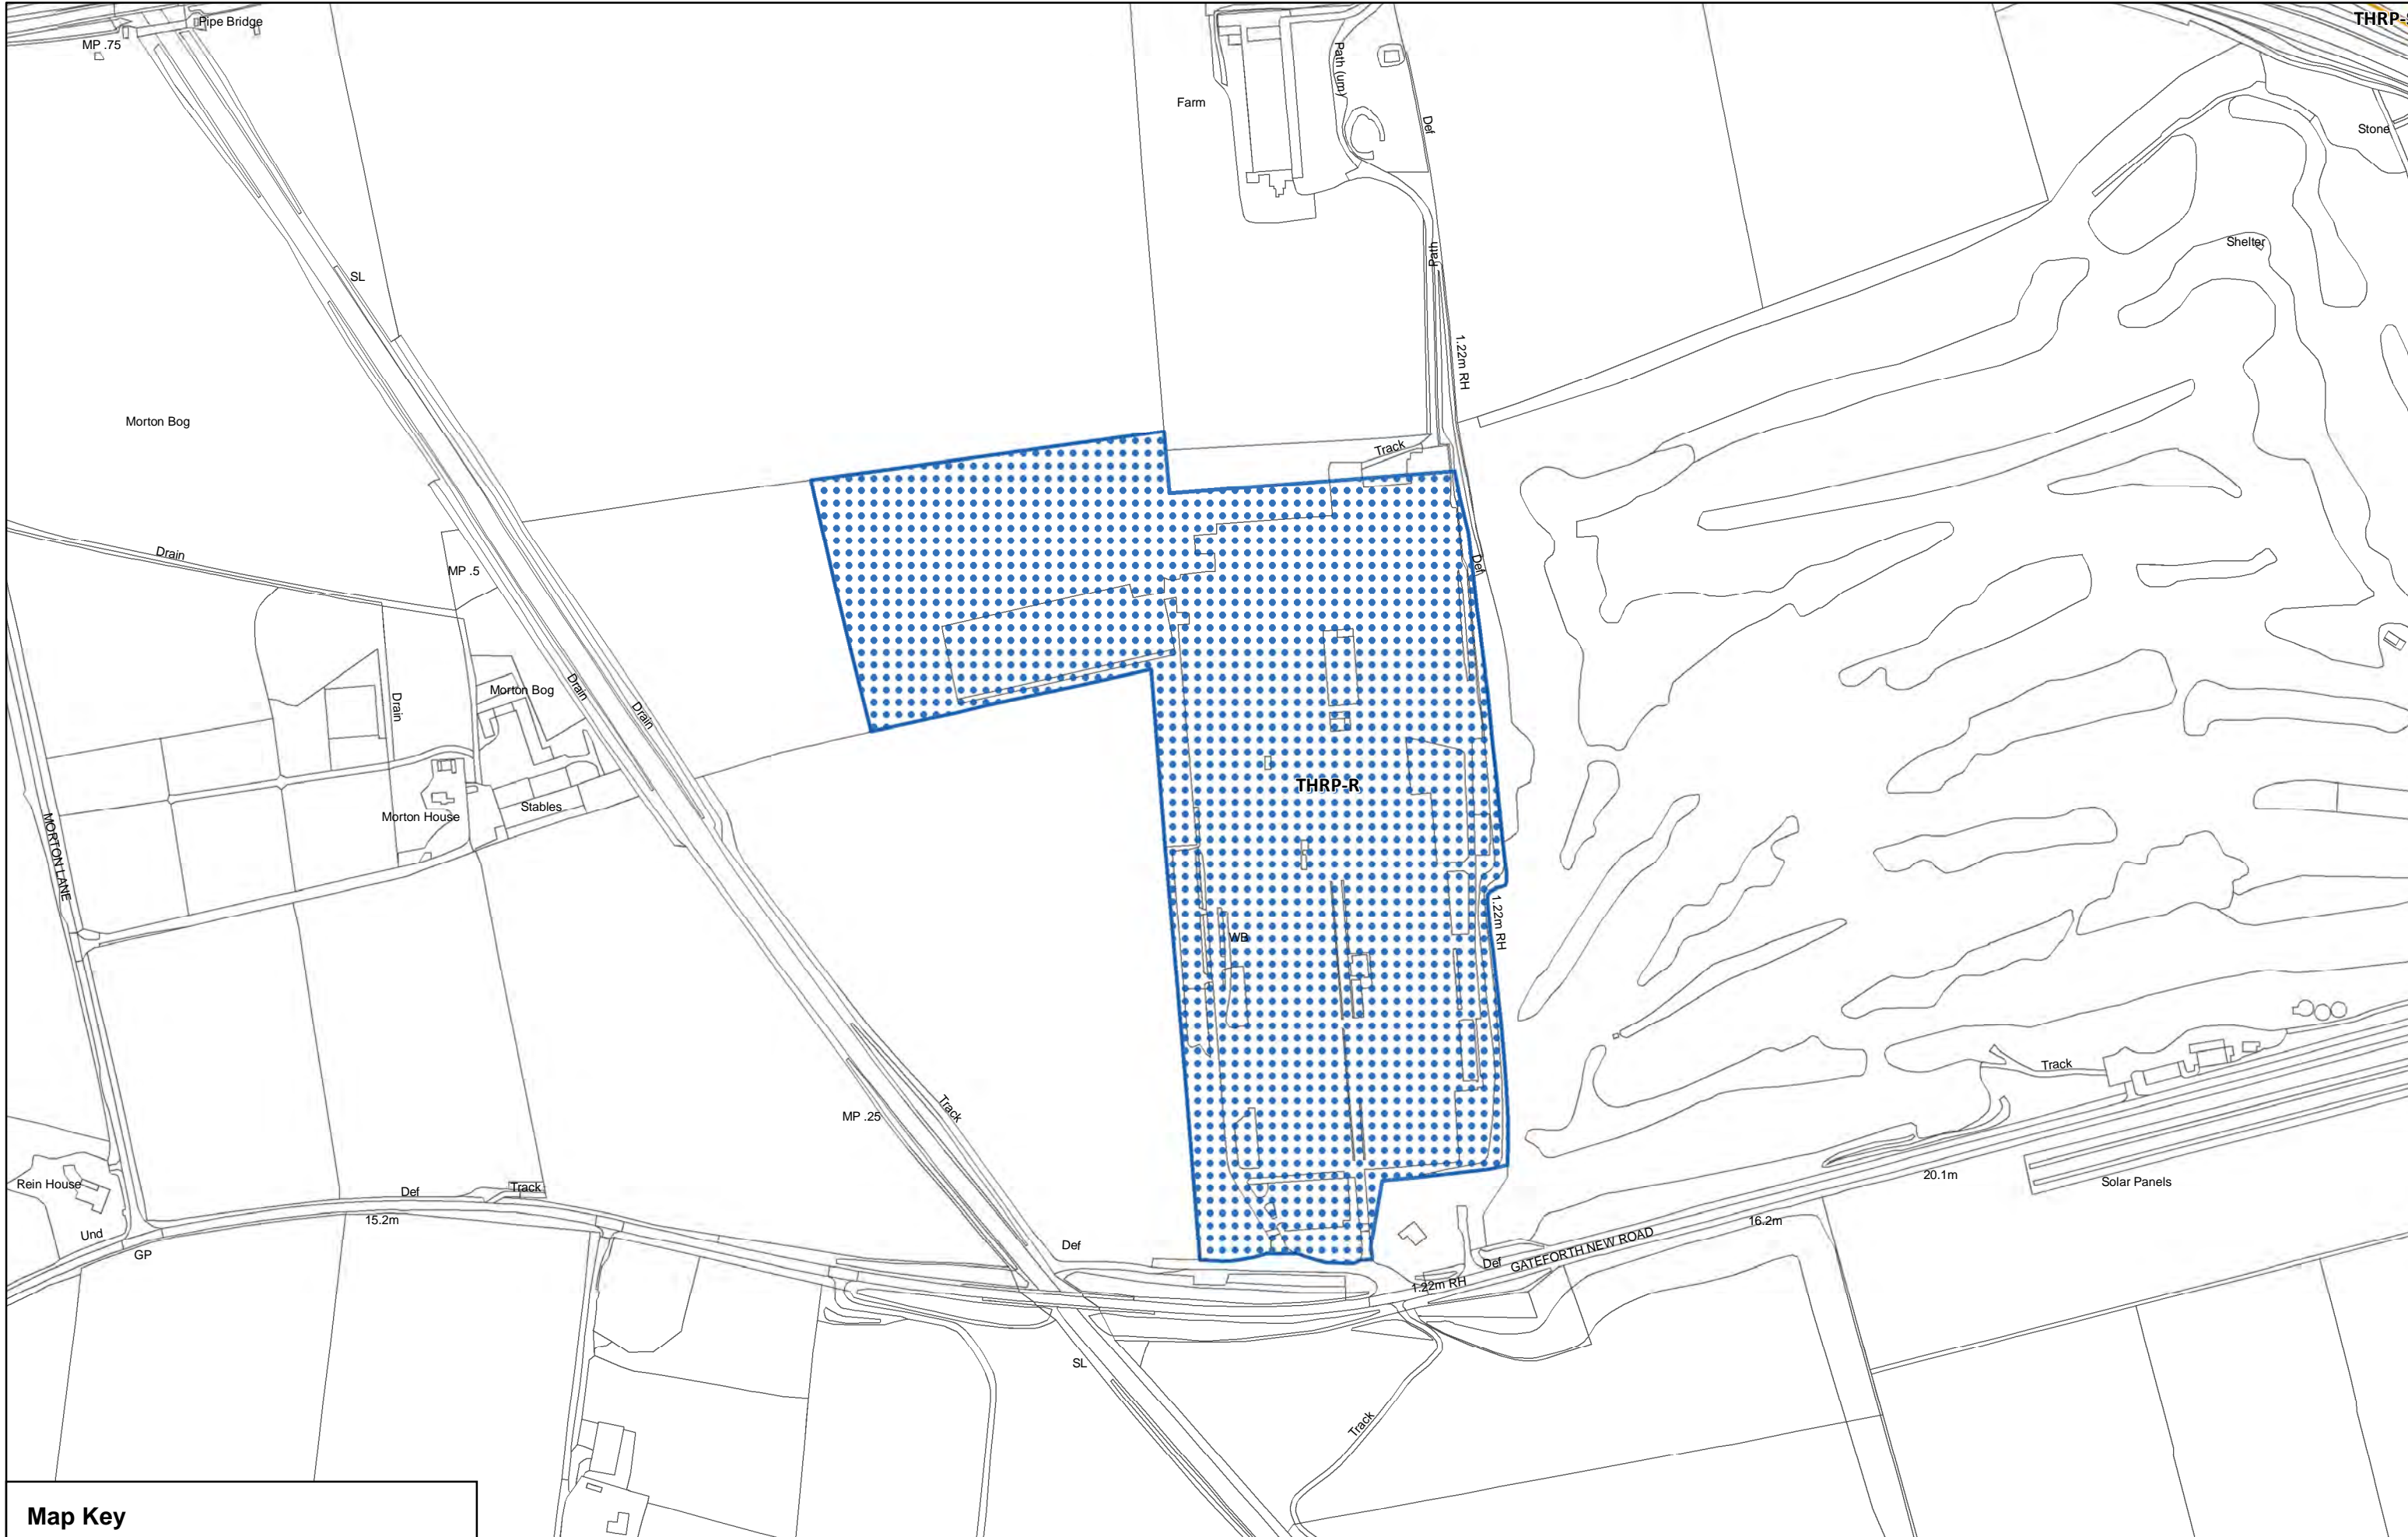 Pipe Bridge
MP .75
THRP-S
Farm
Path (um)
Def
Stone
Shelter
SL
Path
1.22m RH
Morton Bog
Track
Drain
MP .5
Def
Morton Bog
Drain
Drain
Drain
THRP-R
Stables
Morton House
MORTON LANE
WB
1.22m RH
Track
MP .25
Track
Rein House
Def
Track
20.1m
Solar Panels
15.2m
16.2m
Und
GP
Def
Def
GATEFORTH NEW ROAD
1.22m RH
SL
Track
Map Key